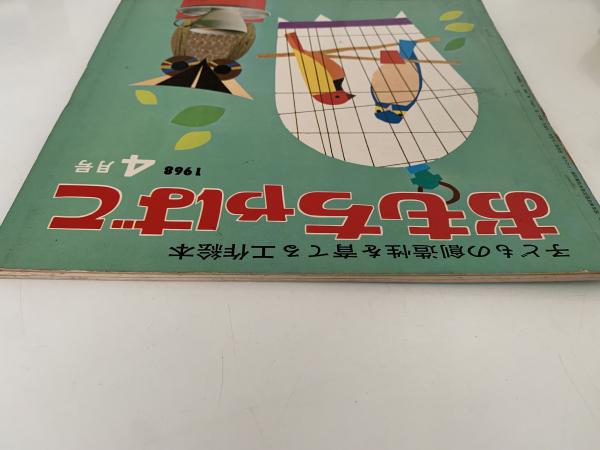 子どもの創造性を育てる工作絵本
おもちゃばこ
1968
4月号